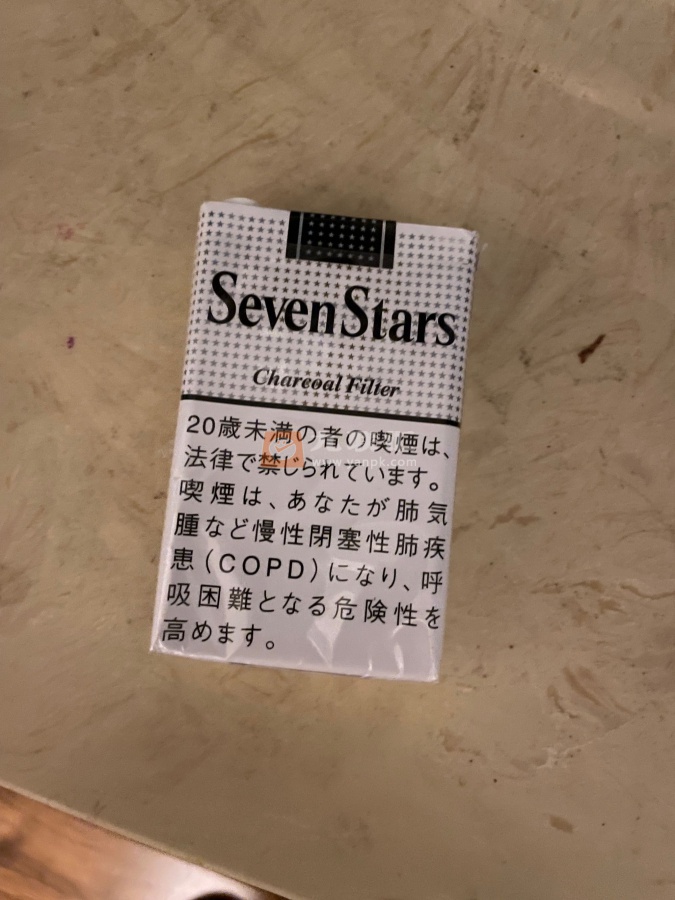 Seven Stars
Charcoal Filter
20歳未満の者の喫煙は、
法律で禁じられています。
喫煙は、あなたが肺気
腫など慢性閉塞性肺疾
患（COPD）になり、呼
吸困難となる危険性を
高めます。
www.yanpk.com